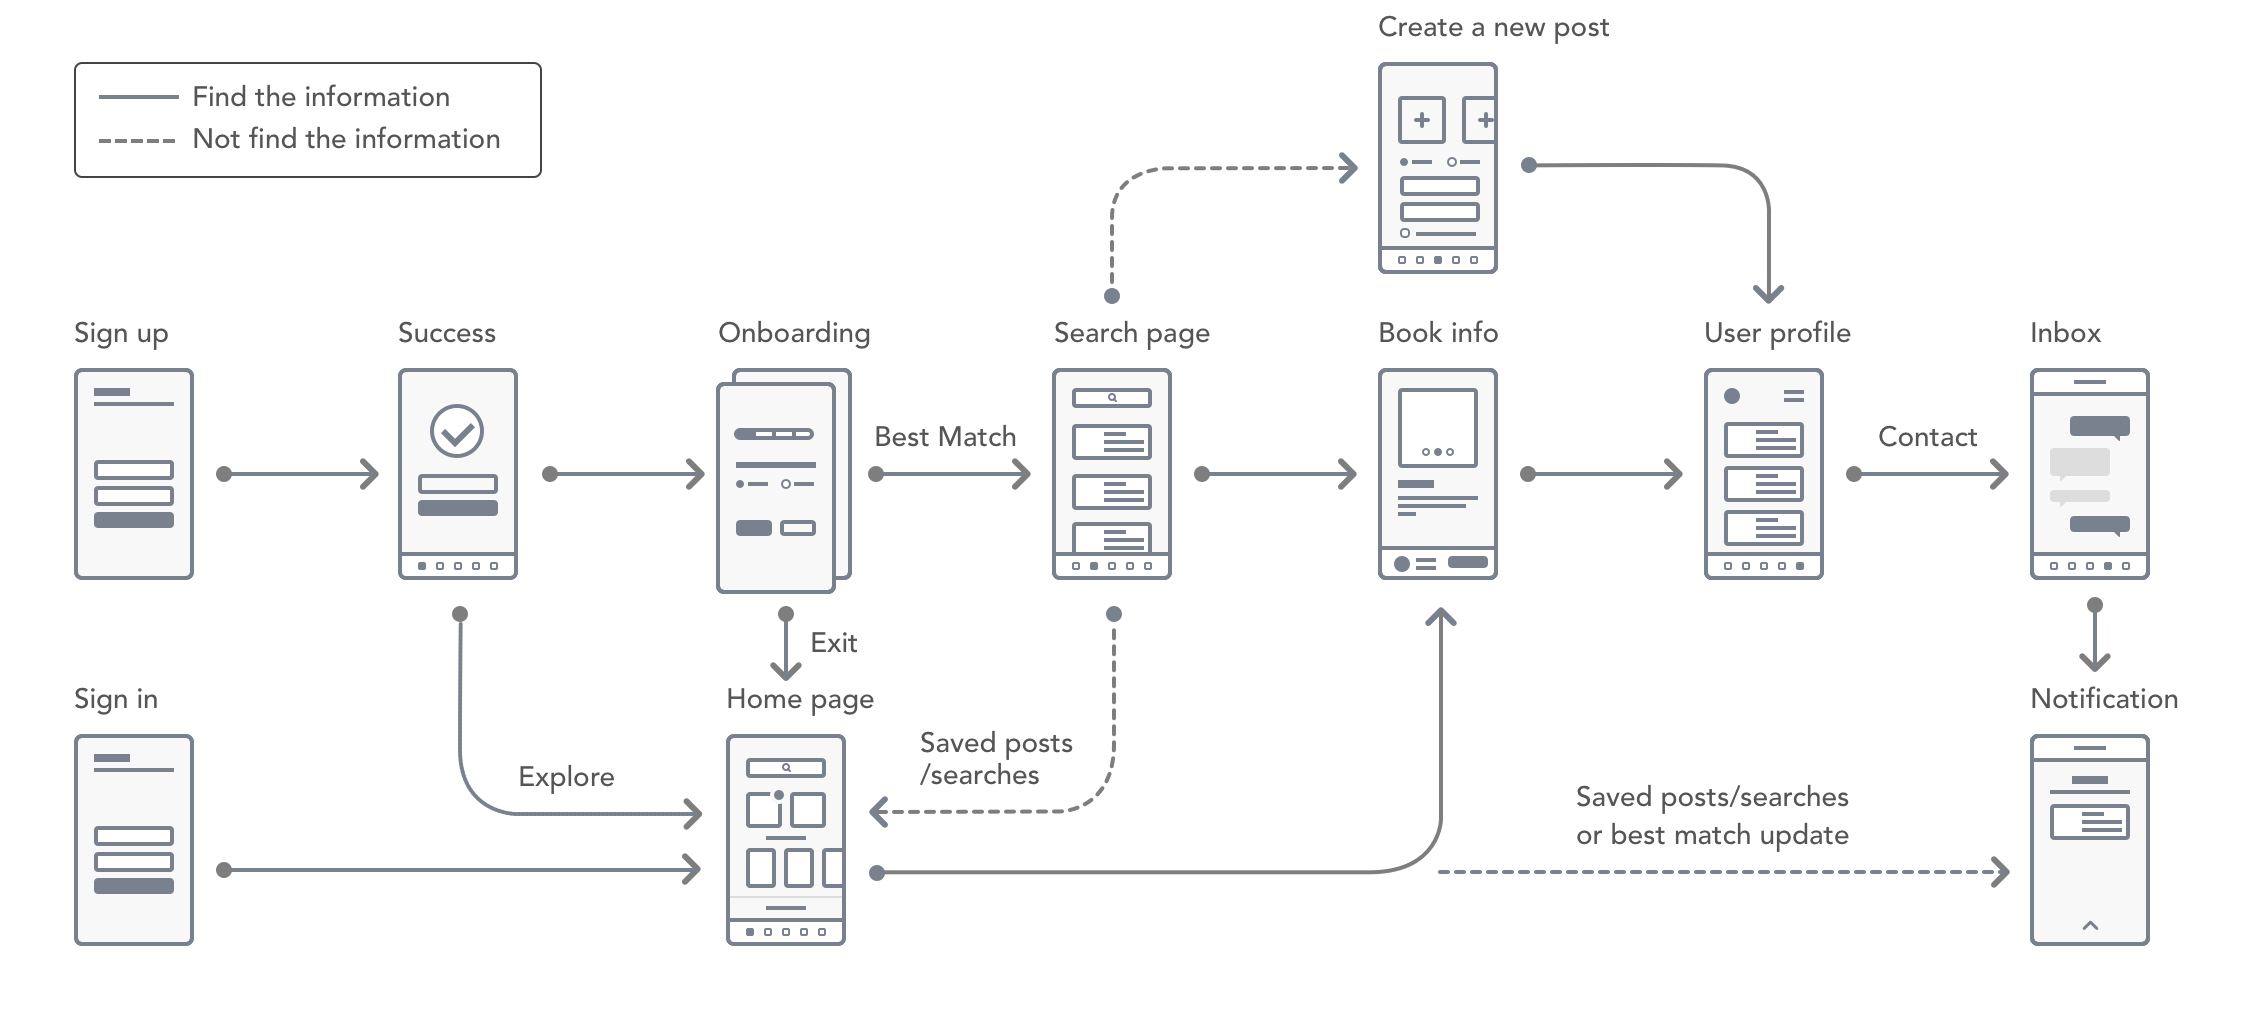 Create a new post
Find the information
Not find the information
Sign up
Success
Onboarding
Search page
Book info
User profile
Inbox
Best Match
Contact
Exit
Sign in
Home page
Notification
Saved posts
/searches
Explore
Saved posts/searches
or best match update